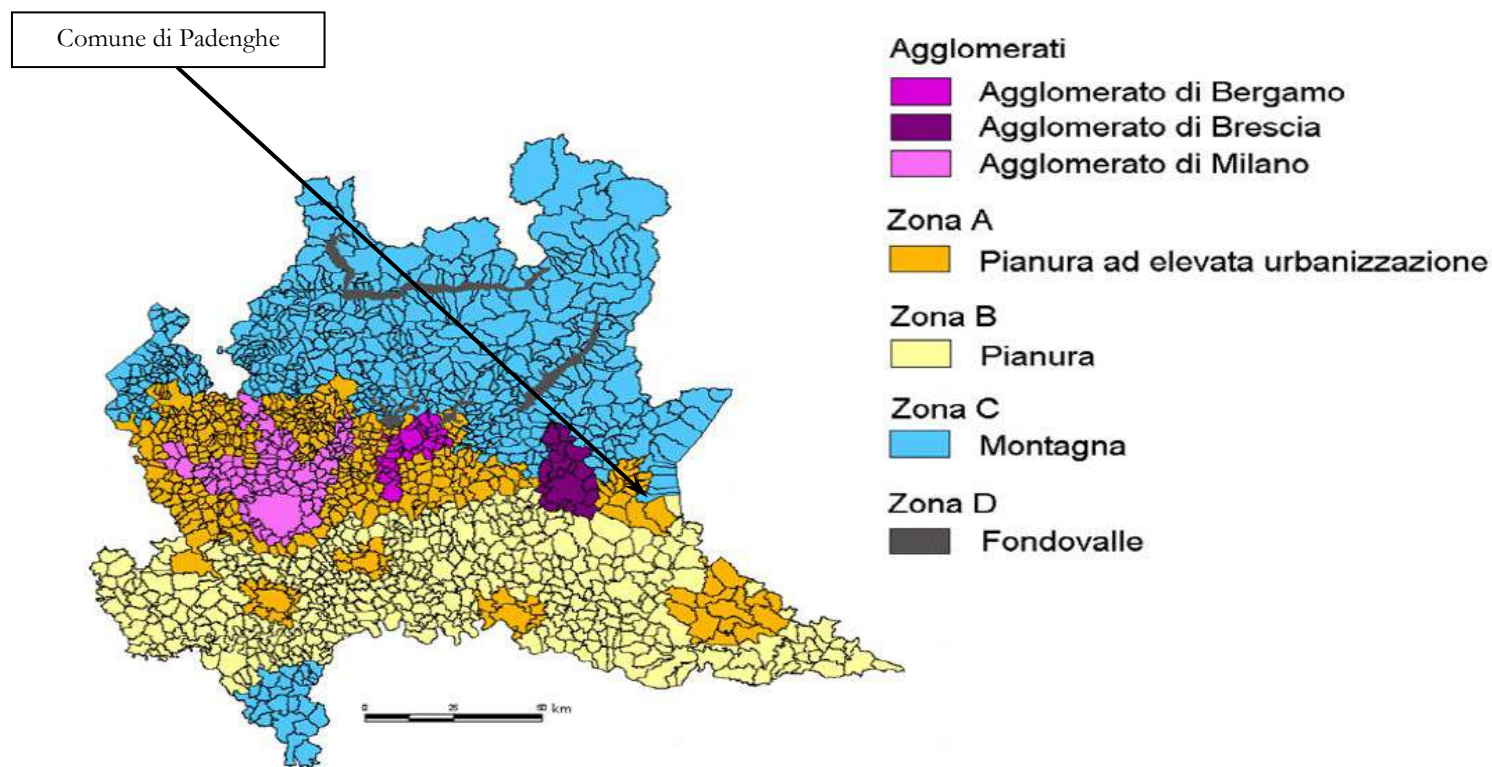 Comune di Padenghe
Agglomerati
Agglomerato di Bergamo
Agglomerato di Brescia
Agglomerato di Milano
Zona A
Pianura ad elevata urbanizzazione
Zona B
Pianura
Zona C
Montagna
Zona D
Fondovalle
0 25 50 km